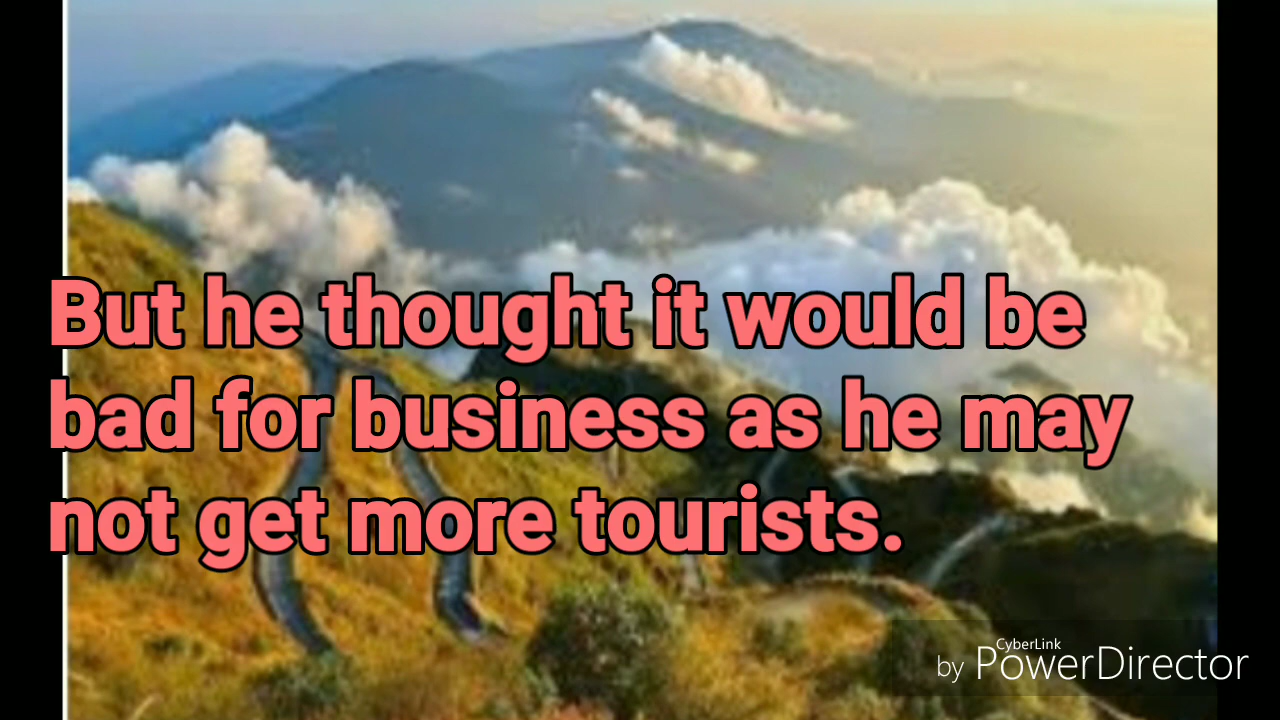 But he thought it would be
bad for business as he may
not get more tourists.
CyberLink
by PowerDirector